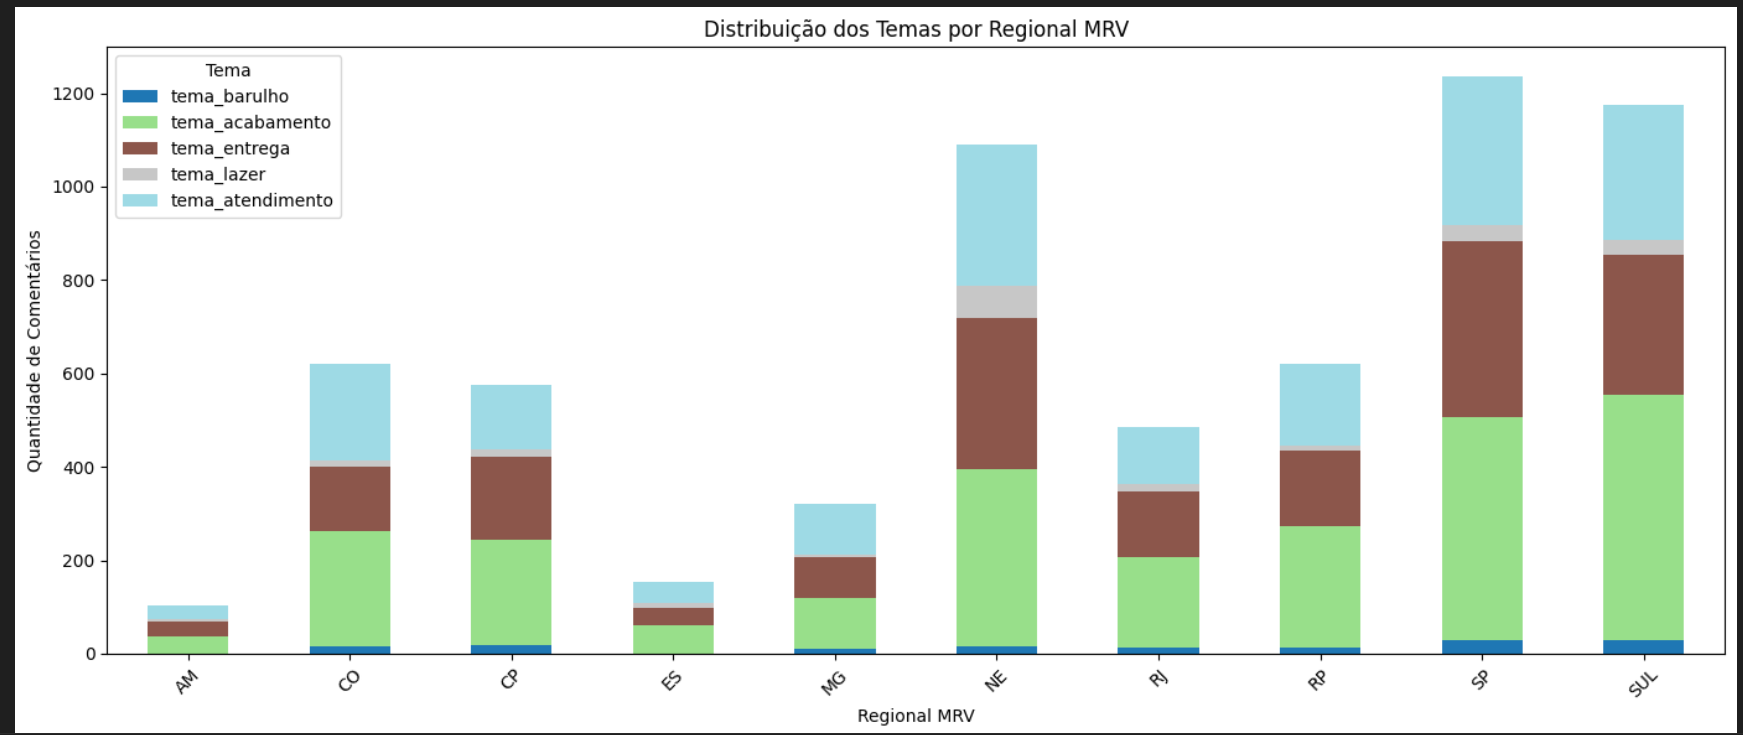 Distribuição dos Temas por Regional MRV
Tema
tema_barulho
tema_acabamento
tema_entrega
tema_lazer
tema_atendimento
Quantidade de Comentários
1200
1000
800
600
400
200
0
AM
CO
CP
ES
MG
NE
RJ
RP
SP
SUL
Regional MRV